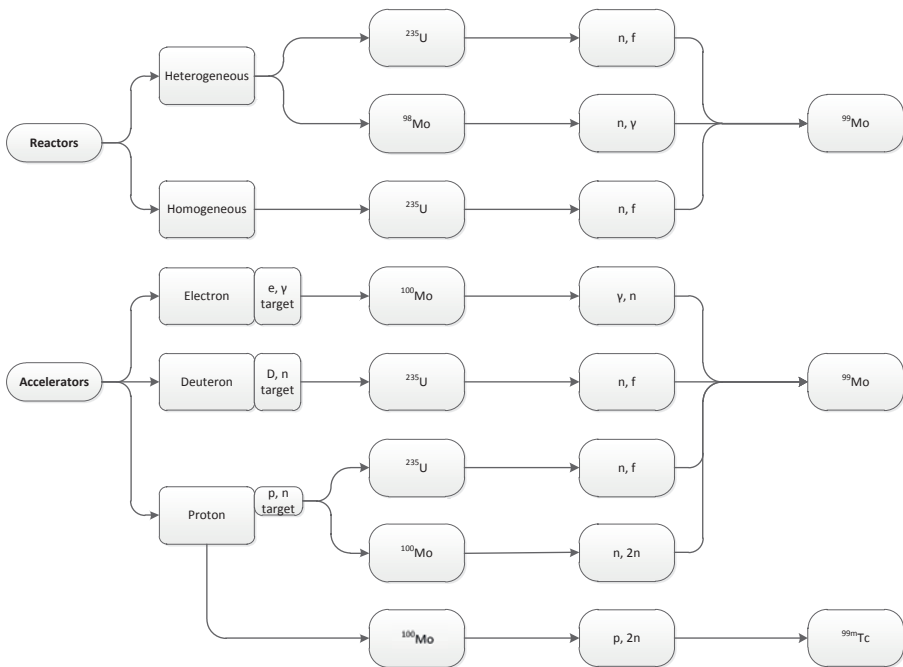 Reactors
Heterogeneous
²³⁵U
n, f
⁹⁸Mo
n, γ
⁹⁹Mo
Homogeneous
²³⁵U
n, f
Accelerators
Electron
e, γ
target
¹⁰⁰Mo
γ, n
Deuteron
D, n
target
²³⁵U
n, f
⁹⁹Mo
Proton
p, n
target
²³⁵U
n, f
¹⁰⁰Mo
n, 2n
¹⁰⁰Mo
p, 2n
⁹⁹ᵐTc